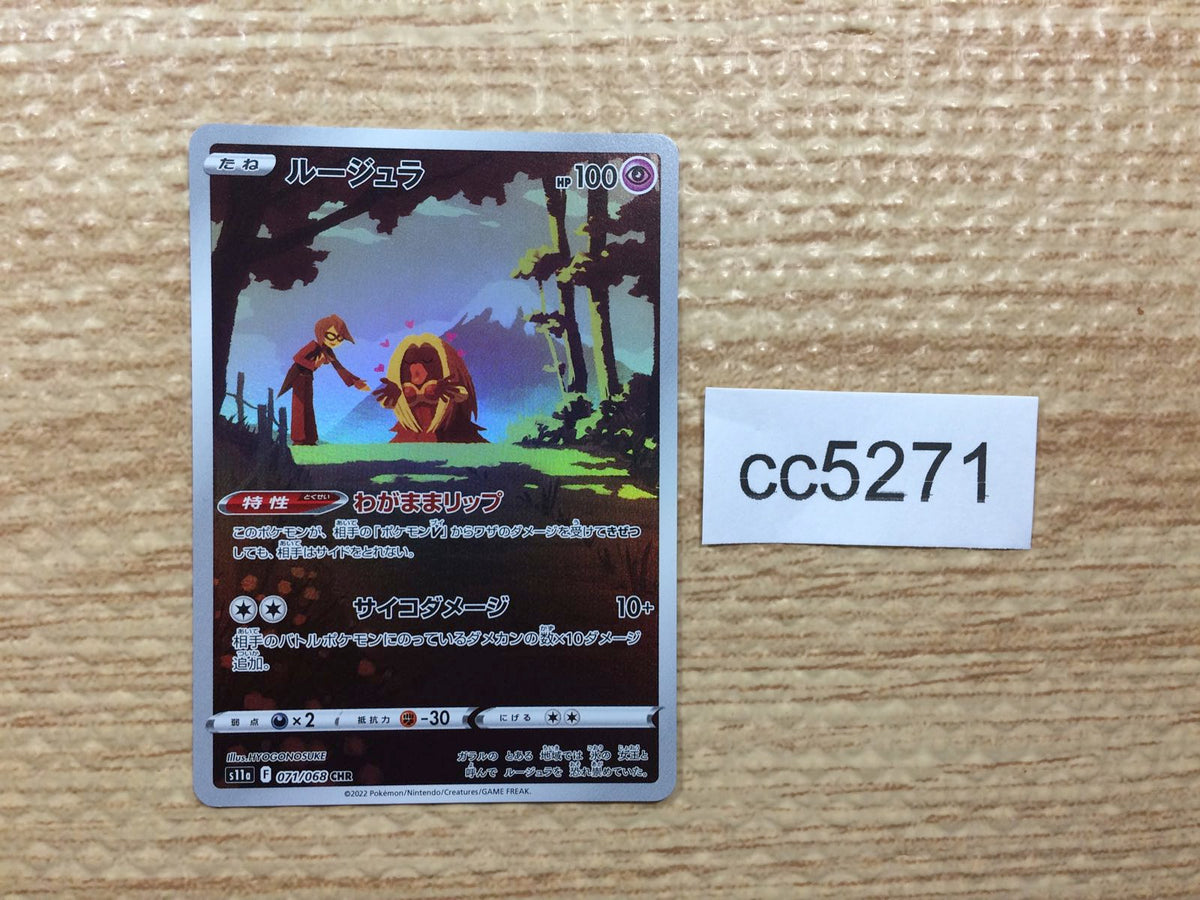 たね ルージュラ HP 100
特性 とくせい わがままリップ
このポケモンが、相手の「ポケモンV」からワザのダメージを受けてきぜつ
しても、相手はサイドをとれない。
サイコダメージ 10+
相手のバトルポケモンにのっているダメカンの数×10ダメージ
追加。
弱点 ×2 抵抗力 -30 にげる
Illus.HYOGONOSUKE
s11a F 071/068 CHR
ガラルの とある 地域では 氷の 女王と
呼んで ルージュラを 恐れ崇めていた。
©2022 Pokémon/Nintendo/Creatures/GAME FREAK.
cc5271